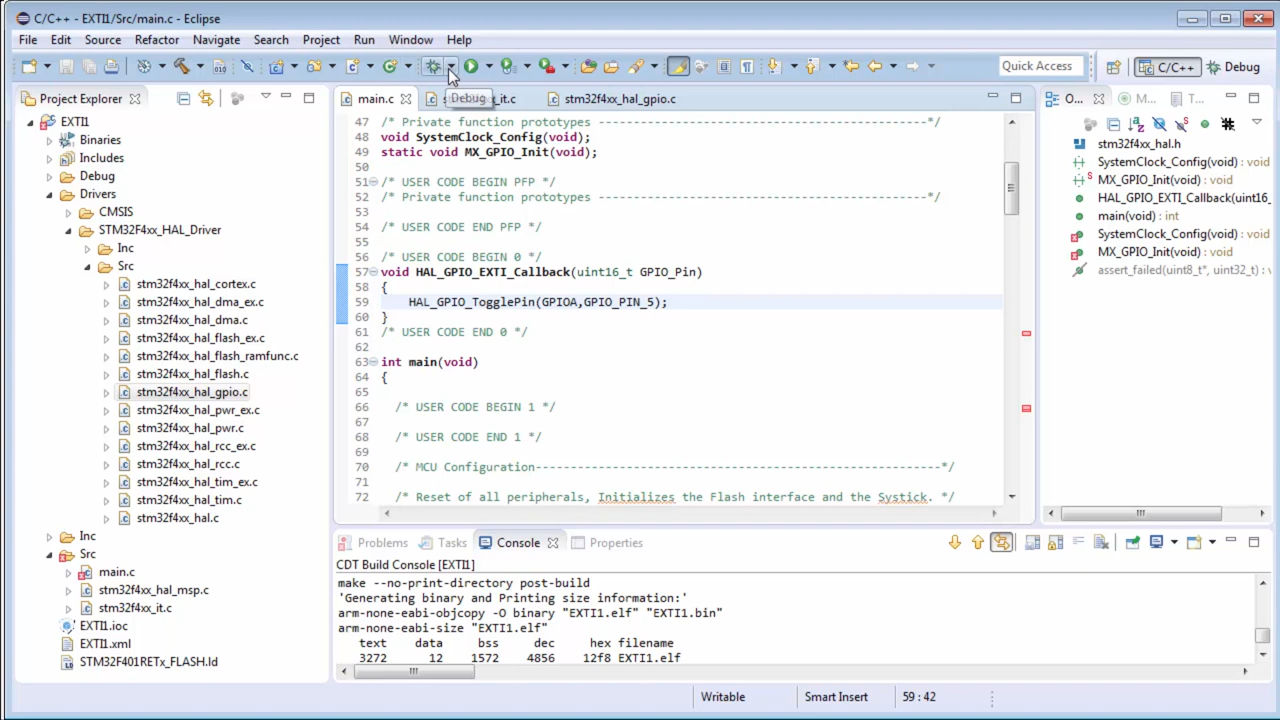 C/C++ - EXTI1/Src/main.c - Eclipse
File Edit Source Refactor Navigate Search Project Run Window Help
Quick Access
C/C++
Debug
Project Explorer
EXTI1
Binaries
Includes
Debug
Drivers
CMSIS
STM32F4xx_HAL_Driver
Inc
Src
stm32f4xx_hal_cortex.c
stm32f4xx_hal_dma_ex.c
stm32f4xx_hal_dma.c
stm32f4xx_hal_flash_ex.c
stm32f4xx_hal_flash_ramfunc.c
stm32f4xx_hal_flash.c
stm32f4xx_hal_gpio.c
stm32f4xx_hal_pwr_ex.c
stm32f4xx_hal_pwr.c
stm32f4xx_hal_rcc_ex.c
stm32f4xx_hal_rcc.c
stm32f4xx_hal_tim_ex.c
stm32f4xx_hal_tim.c
stm32f4xx_hal.c
Inc
Src
main.c
stm32f4xx_hal_msp.c
stm32f4xx_it.c
EXTI1.ioc
EXTI1.xml
STM32F401RETx_FLASH.ld
main.c
Debug
_it.c
stm32f4xx_hal_gpio.c
47 /* Private function prototypes -----------------------------------------------*/
48 void SystemClock_Config(void);
49 static void MX_GPIO_Init(void);
50
51 /* USER CODE BEGIN PFP */
52 /* Private function prototypes -----------------------------------------------*/
53
54 /* USER CODE END PFP */
55
56 /* USER CODE BEGIN 0 */
57 void HAL_GPIO_EXTI_Callback(uint16_t GPIO_Pin)
58 {
59 HAL_GPIO_TogglePin(GPIOA,GPIO_PIN_5);
60 }
61 /* USER CODE END 0 */
62
63 int main(void)
64 {
65
66 /* USER CODE BEGIN 1 */
67
68 /* USER CODE END 1 */
69
70 /* MCU Configuration----------------------------------------------------------*/
71
72 /* Reset of all peripherals, Initializes the Flash interface and the Systick. */
O...
M...
T...
stm32f4xx_hal.h
SystemClock_Config(void) : void
MX_GPIO_Init(void) : void
HAL_GPIO_EXTI_Callback(uint16_
main(void) : int
SystemClock_Config(void) : void
MX_GPIO_Init(void) : void
assert_failed(uint8_t*, uint32_t) :
Problems
Tasks
Console
Properties
CDT Build Console [EXTI1]
make --no-print-directory post-build
'Generating binary and Printing size information:'
arm-none-eabi-objcopy -O binary "EXTI1.elf" "EXTI1.bin"
arm-none-eabi-size "EXTI1.elf"
text data bss dec hex filename
3272 12 1572 4856 12f8 EXTI1.elf
Writable
Smart Insert
59 : 42